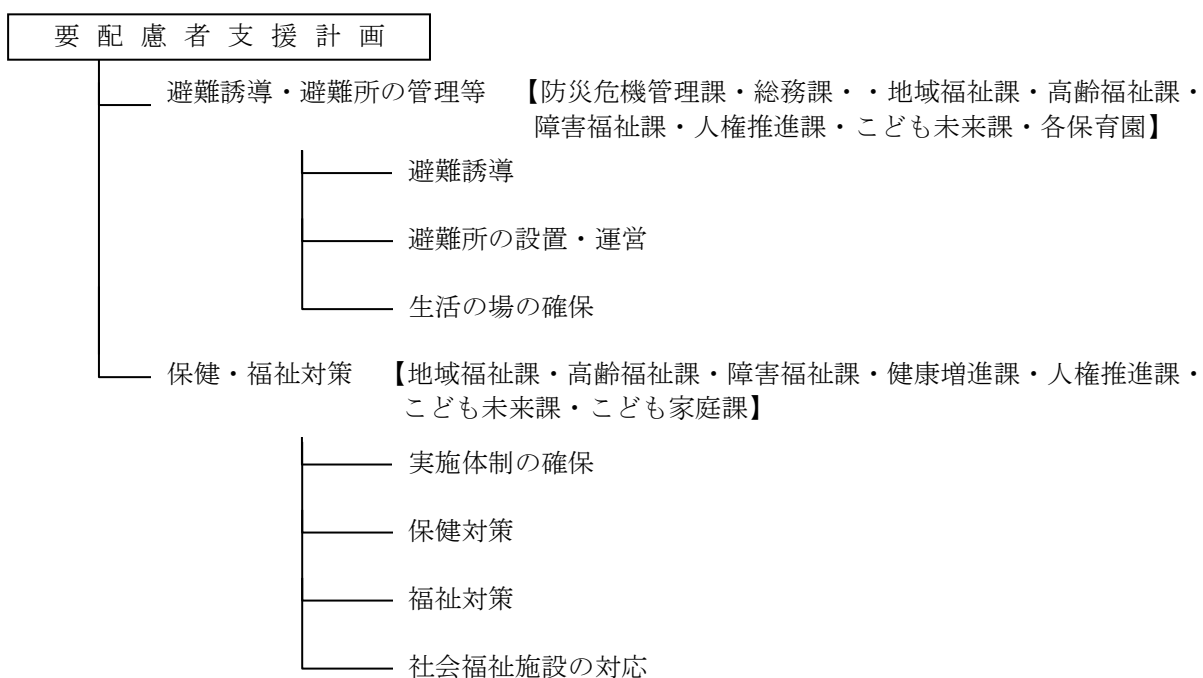 要配慮者支援計画
避難誘導・避難所の管理等 【防災危機管理課・総務課・・地域福祉課・高齢福祉課・
障害福祉課・人権推進課・こども未来課・各保育園】
避難誘導
避難所の設置・運営
生活の場の確保
保健・福祉対策 【地域福祉課・高齢福祉課・障害福祉課・健康増進課・人権推進課・
こども未来課・こども家庭課】
実施体制の確保
保健対策
福祉対策
社会福祉施設の対応